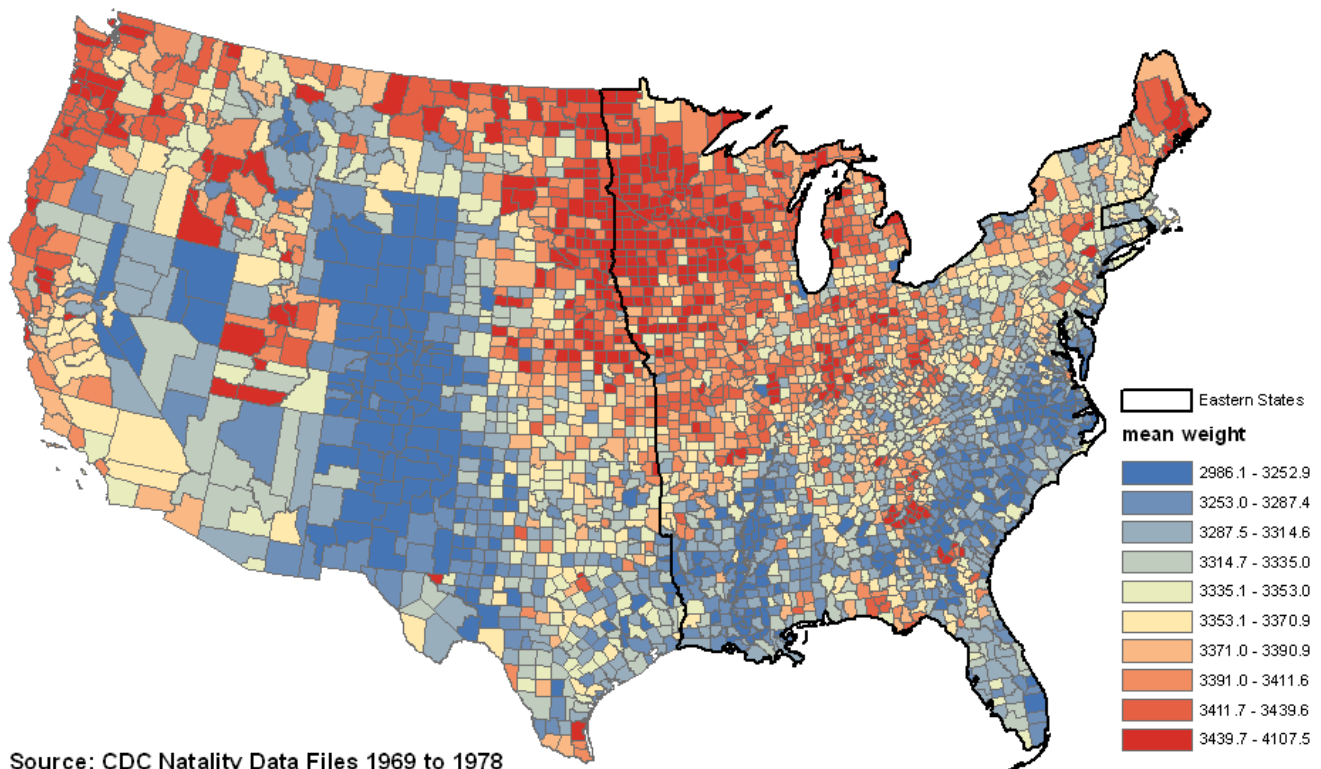 Eastern States
mean weight
2986.1 - 3252.9
3253.0 - 3287.4
3287.5 - 3314.6
3314.7 - 3335.0
3335.1 - 3353.0
3353.1 - 3370.9
3371.0 - 3390.9
3391.0 - 3411.6
3411.7 - 3439.6
3439.7 - 4107.5
Source: CDC Natality Data Files 1969 to 1978